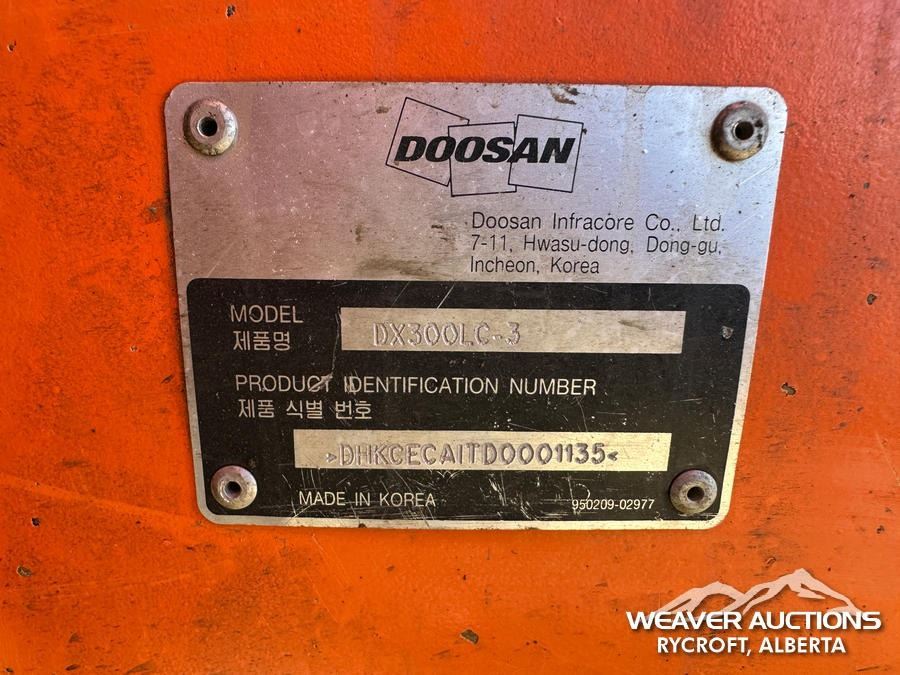 DOOSAN
Doosan Infracore Co., Ltd.
7-11, Hwasu-dong, Dong-gu,
Incheon, Korea
MODEL
제품명
DX300LC-3
PRODUCT IDENTIFICATION NUMBER
제품 식별 번호
>DHKCECAITD0001135<
MADE IN KOREA
950209-02977
WEAVER AUCTIONS
RYCROFT, ALBERTA